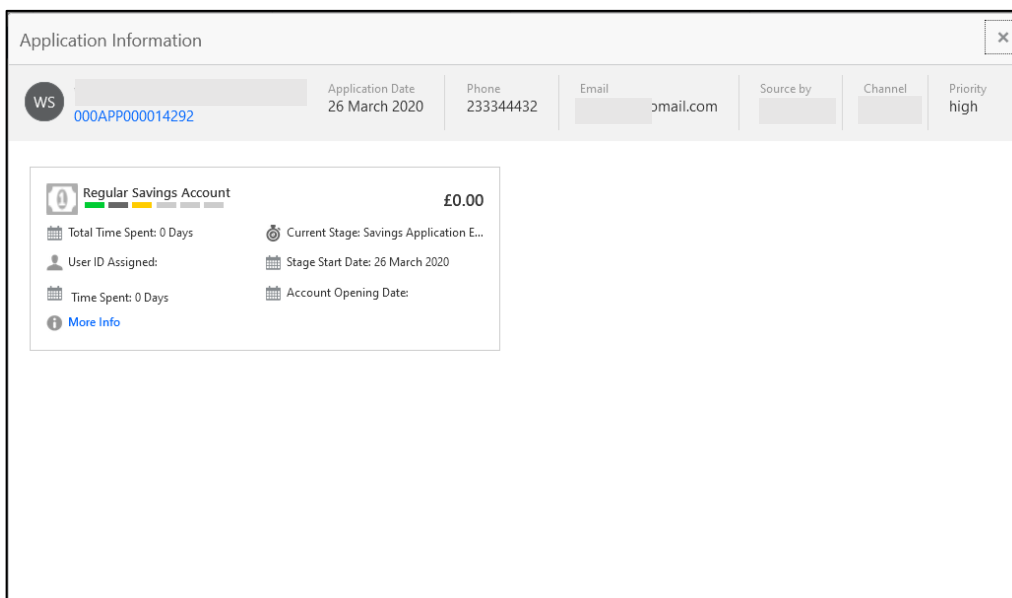 Application Information
WS
000APP000014292
Application Date
26 March 2020
Phone
233344432
Email
mail.com
Source by
Channel
Priority
high
Regular Savings Account
£0.00
Total Time Spent: 0 Days
Current Stage: Savings Application E...
User ID Assigned:
Stage Start Date: 26 March 2020
Time Spent: 0 Days
Account Opening Date:
More Info